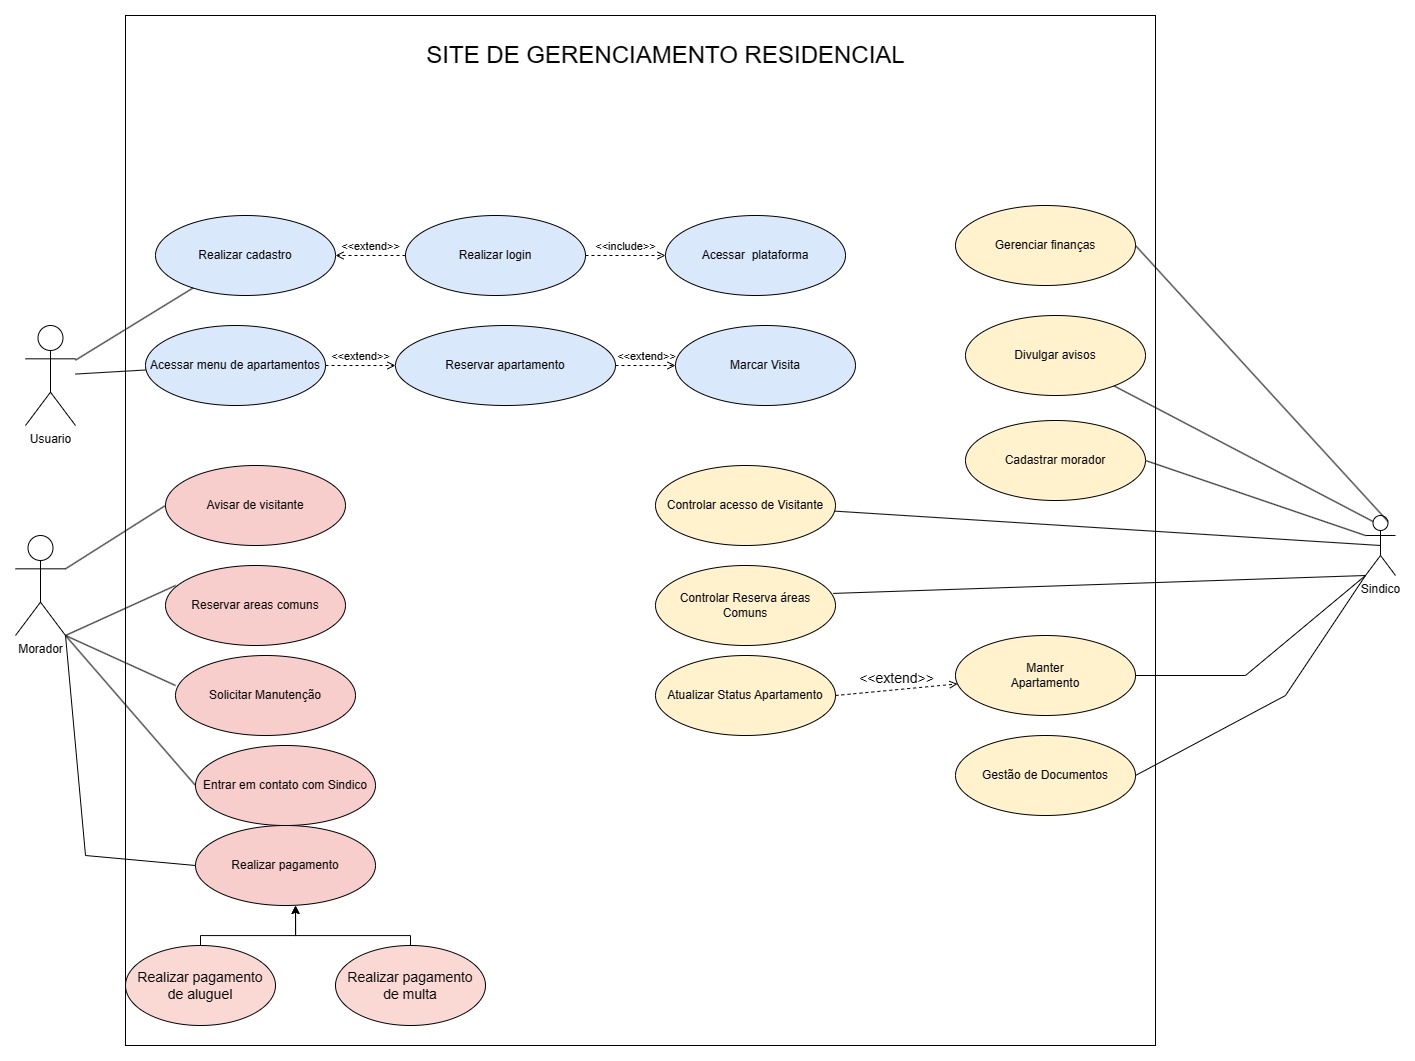 SITE DE GERENCIAMENTO RESIDENCIAL
Realizar cadastro
<<extend>>
Realizar login
<<include>>
Acessar plataforma
Gerenciar finanças
Acessar menu de apartamentos
<<extend>>
Reservar apartamento
<<extend>>
Marcar Visita
Divulgar avisos
Usuario
Cadastrar morador
Avisar de visitante
Controlar acesso de Visitante
Sindico
Reservar areas comuns
Controlar Reserva áreas
Comuns
Morador
Solicitar Manutenção
Atualizar Status Apartamento
<<extend>>
Manter
Apartamento
Entrar em contato com Sindico
Gestão de Documentos
Realizar pagamento
Realizar pagamento
de aluguel
Realizar pagamento
de multa